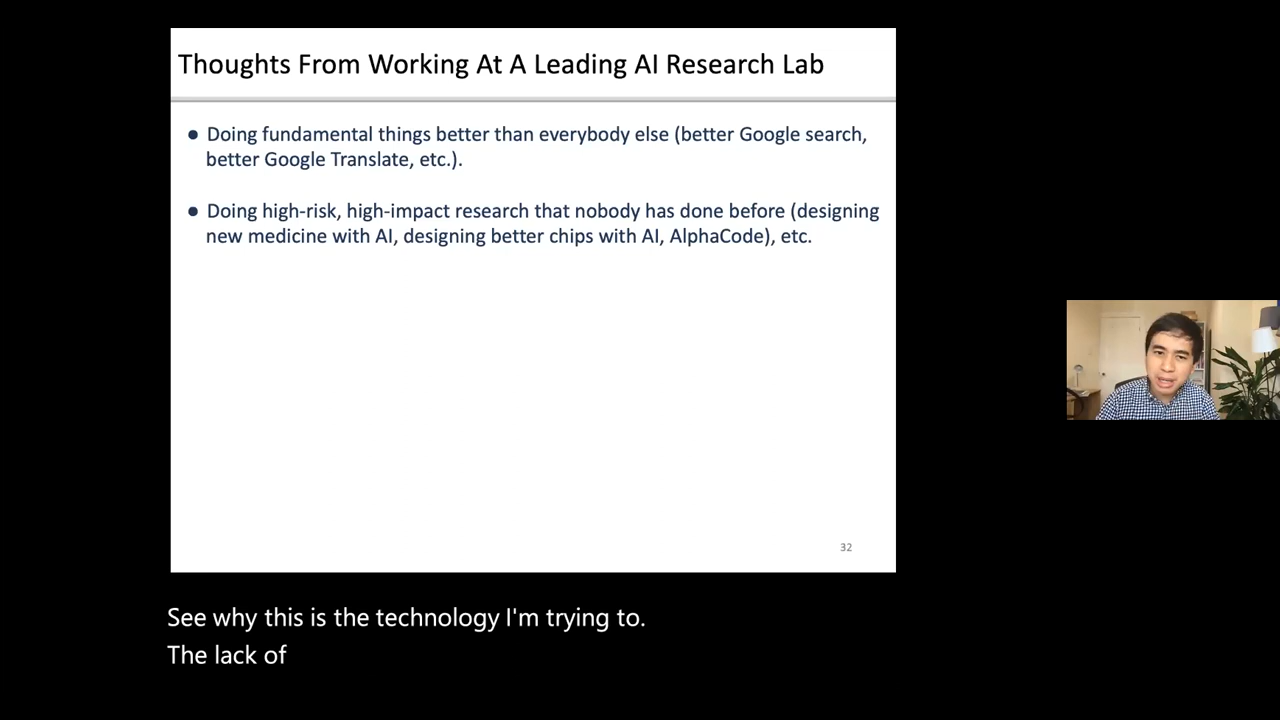 Thoughts From Working At A Leading AI Research Lab
● Doing fundamental things better than everybody else (better Google search,
better Google Translate, etc.).
● Doing high-risk, high-impact research that nobody has done before (designing
new medicine with AI, designing better chips with AI, AlphaCode), etc.
32
See why this is the technology I'm trying to.
The lack of